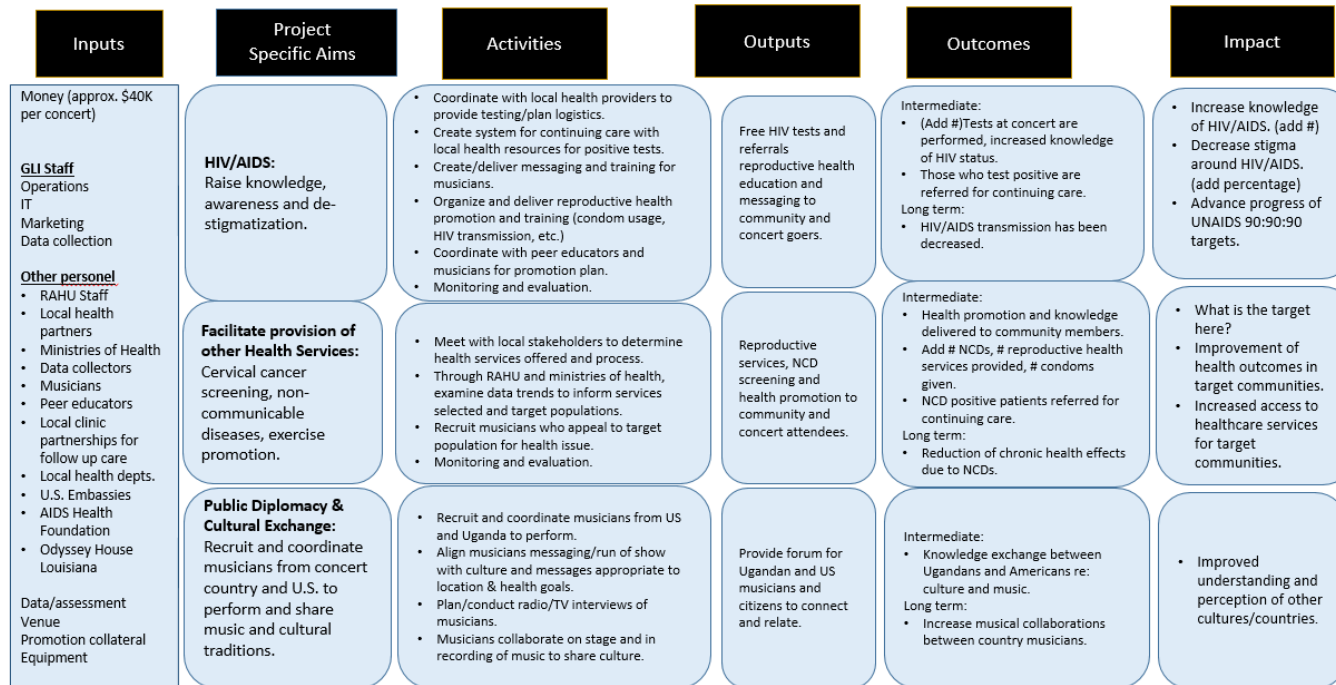 Inputs
Project
Specific Aims
Activities
Outputs
Outcomes
Impact
Money (approx. $40K
per concert)
GLI Staff
Operations
IT
Marketing
Data collection
Other personel
• RAHU Staff
• Local health
partners
• Ministries of Health
• Data collectors
• Musicians
• Peer educators
• Local clinic
partnerships for
follow up care
• Local health depts.
• U.S. Embassies
• AIDS Health
Foundation
• Odyssey House
Louisiana
Data/assessment
Venue
Promotion collateral
Equipment
HIV/AIDS:
Raise knowledge,
awareness and de-
stigmatization.
• Coordinate with local health providers to
provide testing/plan logistics.
• Create system for continuing care with
local health resources for positive tests.
• Create/deliver messaging and training for
musicians.
• Organize and deliver reproductive health
promotion and training (condom usage,
HIV transmission, etc.)
• Coordinate with peer educators and
musicians for promotion plan.
• Monitoring and evaluation.
Free HIV tests and
referrals
reproductive health
education and
messaging to
community and
concert goers.
Intermediate:
• (Add #)Tests at concert are
performed, increased knowledge
of HIV status.
• Those who test positive are
referred for continuing care.
Long term:
• HIV/AIDS transmission has been
decreased.
• Increase knowledge
of HIV/AIDS. (add #)
• Decrease stigma
around HIV/AIDS.
(add percentage)
• Advance progress of
UNAIDS 90:90:90
targets.
Facilitate provision of
other Health Services:
Cervical cancer
screening, non-
communicable
diseases, exercise
promotion.
• Meet with local stakeholders to determine
health services offered and process.
• Through RAHU and ministries of health,
examine data trends to inform services
selected and target populations.
• Recruit musicians who appeal to target
population for health issue.
• Monitoring and evaluation.
Reproductive
services, NCD
screening and
health promotion to
community and
concert attendees.
Intermediate:
• Health promotion and knowledge
delivered to community members.
• Add # NCDs, # reproductive health
services provided, # condoms
given.
• NCD positive patients referred for
continuing care.
Long term:
• Reduction of chronic health effects
due to NCDs.
• What is the target
here?
• Improvement of
health outcomes in
target communities.
• Increased access to
healthcare services
for target
communities.
Public Diplomacy &
Cultural Exchange:
Recruit and coordinate
musicians from concert
country and U.S. to
perform and share
music and cultural
traditions.
• Recruit and coordinate musicians from US
and Uganda to perform.
• Align musicians messaging/run of show
with culture and messages appropriate to
location & health goals.
• Plan/conduct radio/TV interviews of
musicians.
• Musicians collaborate on stage and in
recording of music to share culture.
Provide forum for
Ugandan and US
musicians and
citizens to connect
and relate.
Intermediate:
• Knowledge exchange between
Ugandans and Americans re:
culture and music.
Long term:
• Increase musical collaborations
between country musicians.
• Improved
understanding and
perception of other
cultures/countries.